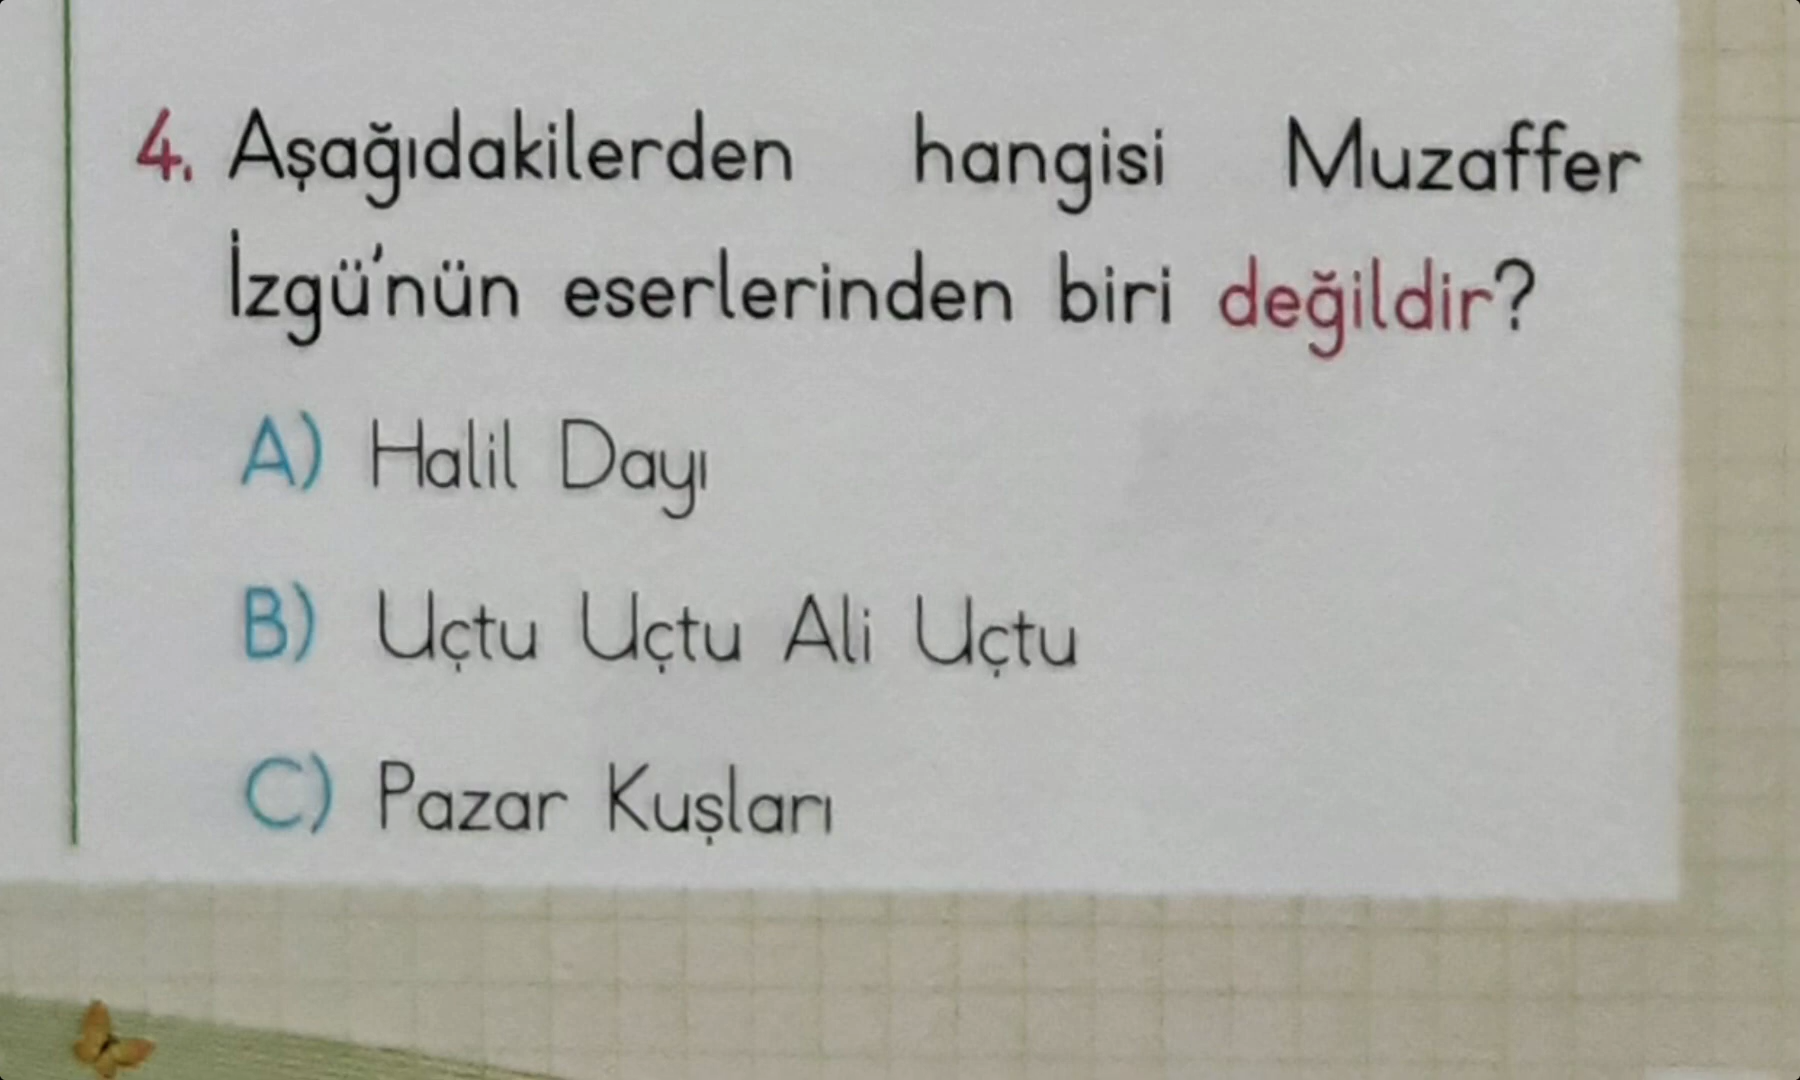 4. Aşağıdakilerden hangisi Muzaffer
İzgü'nün eserlerinden biri değildir?
A) Halil Dayı
B) Uçtu Uçtu Ali Uçtu
C) Pazar Kuşları